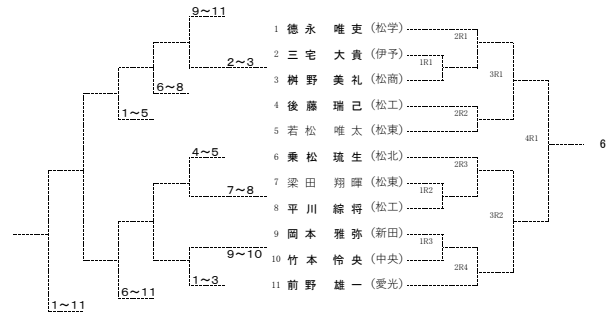 9～11
1 德永 唯吏 (松学)
2R1
2 三宅 大貴 (伊予)
2～3
1R1
3R1
3 桝野 美礼 (松商)
6～8
4 後藤 瑞己 (松工)
1～5
2R2
5 若松 唯太 (松東)
4R1
6
4～5
6 乗松 琉生 (松北)
2R3
7 梁田 翔暉 (松東)
7～8
1R2
8 平川 綜将 (松工)
3R2
9 岡本 雅弥 (新田)
1R3
9～10
10 竹本 怜央 (中央)
2R4
1～3
11 前野 雄一 (愛光)
6～11
1～11